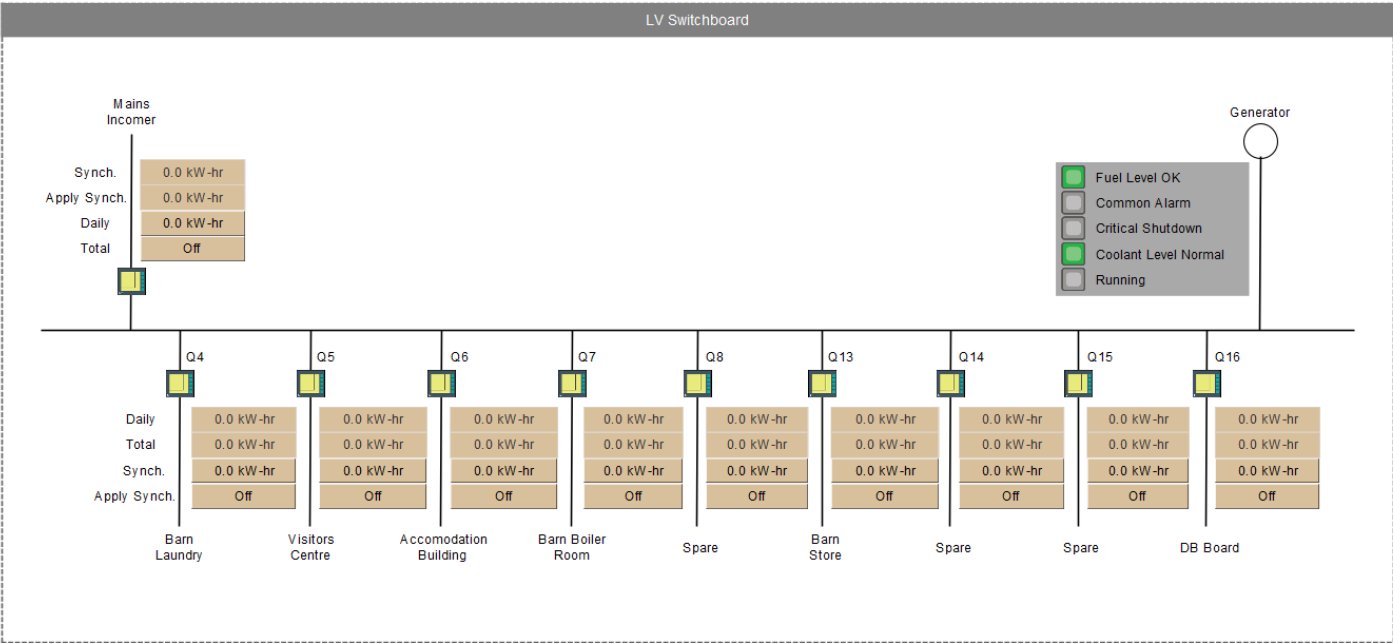 LV Switchboard
Mains
Incomer
Generator
Synch. 0.0 kW-hr
Apply Synch. 0.0 kW-hr
Daily 0.0 kW-hr
Total Off
Fuel Level OK
Common Alarm
Critical Shutdown
Coolant Level Normal
Running
Q4 Q5 Q6 Q7 Q8 Q13 Q14 Q15 Q16
Daily 0.0 kW-hr 0.0 kW-hr 0.0 kW-hr 0.0 kW-hr 0.0 kW-hr 0.0 kW-hr 0.0 kW-hr 0.0 kW-hr 0.0 kW-hr
Total 0.0 kW-hr 0.0 kW-hr 0.0 kW-hr 0.0 kW-hr 0.0 kW-hr 0.0 kW-hr 0.0 kW-hr 0.0 kW-hr 0.0 kW-hr
Synch. 0.0 kW-hr 0.0 kW-hr 0.0 kW-hr 0.0 kW-hr 0.0 kW-hr 0.0 kW-hr 0.0 kW-hr 0.0 kW-hr 0.0 kW-hr
Apply Synch. Off Off Off Off Off Off Off Off Off
Barn
Laundry
Visitors
Centre
Accomodation
Building
Barn Boiler
Room
Spare
Barn
Store
Spare
Spare
DB Board